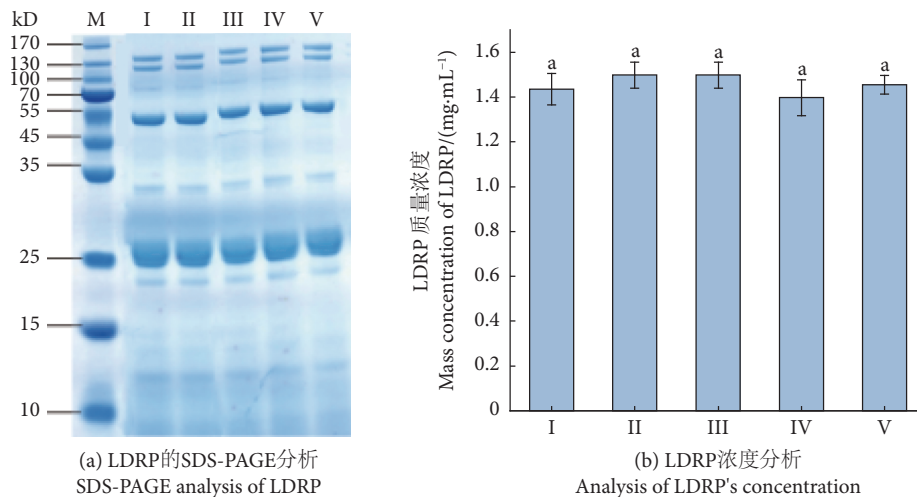 kD M I II III IV V
170
130
100
70
55
45
35
25
15
10
(a) LDRP的SDS-PAGE分析
SDS-PAGE analysis of LDRP
LDRP 质量浓度
Mass concentration of LDRP/(mg·mL⁻¹)
1.6
1.4
1.2
1.0
0.8
0.6
0.4
0.2
0
a a a a a
I II III IV V
(b) LDRP浓度分析
Analysis of LDRP's concentration